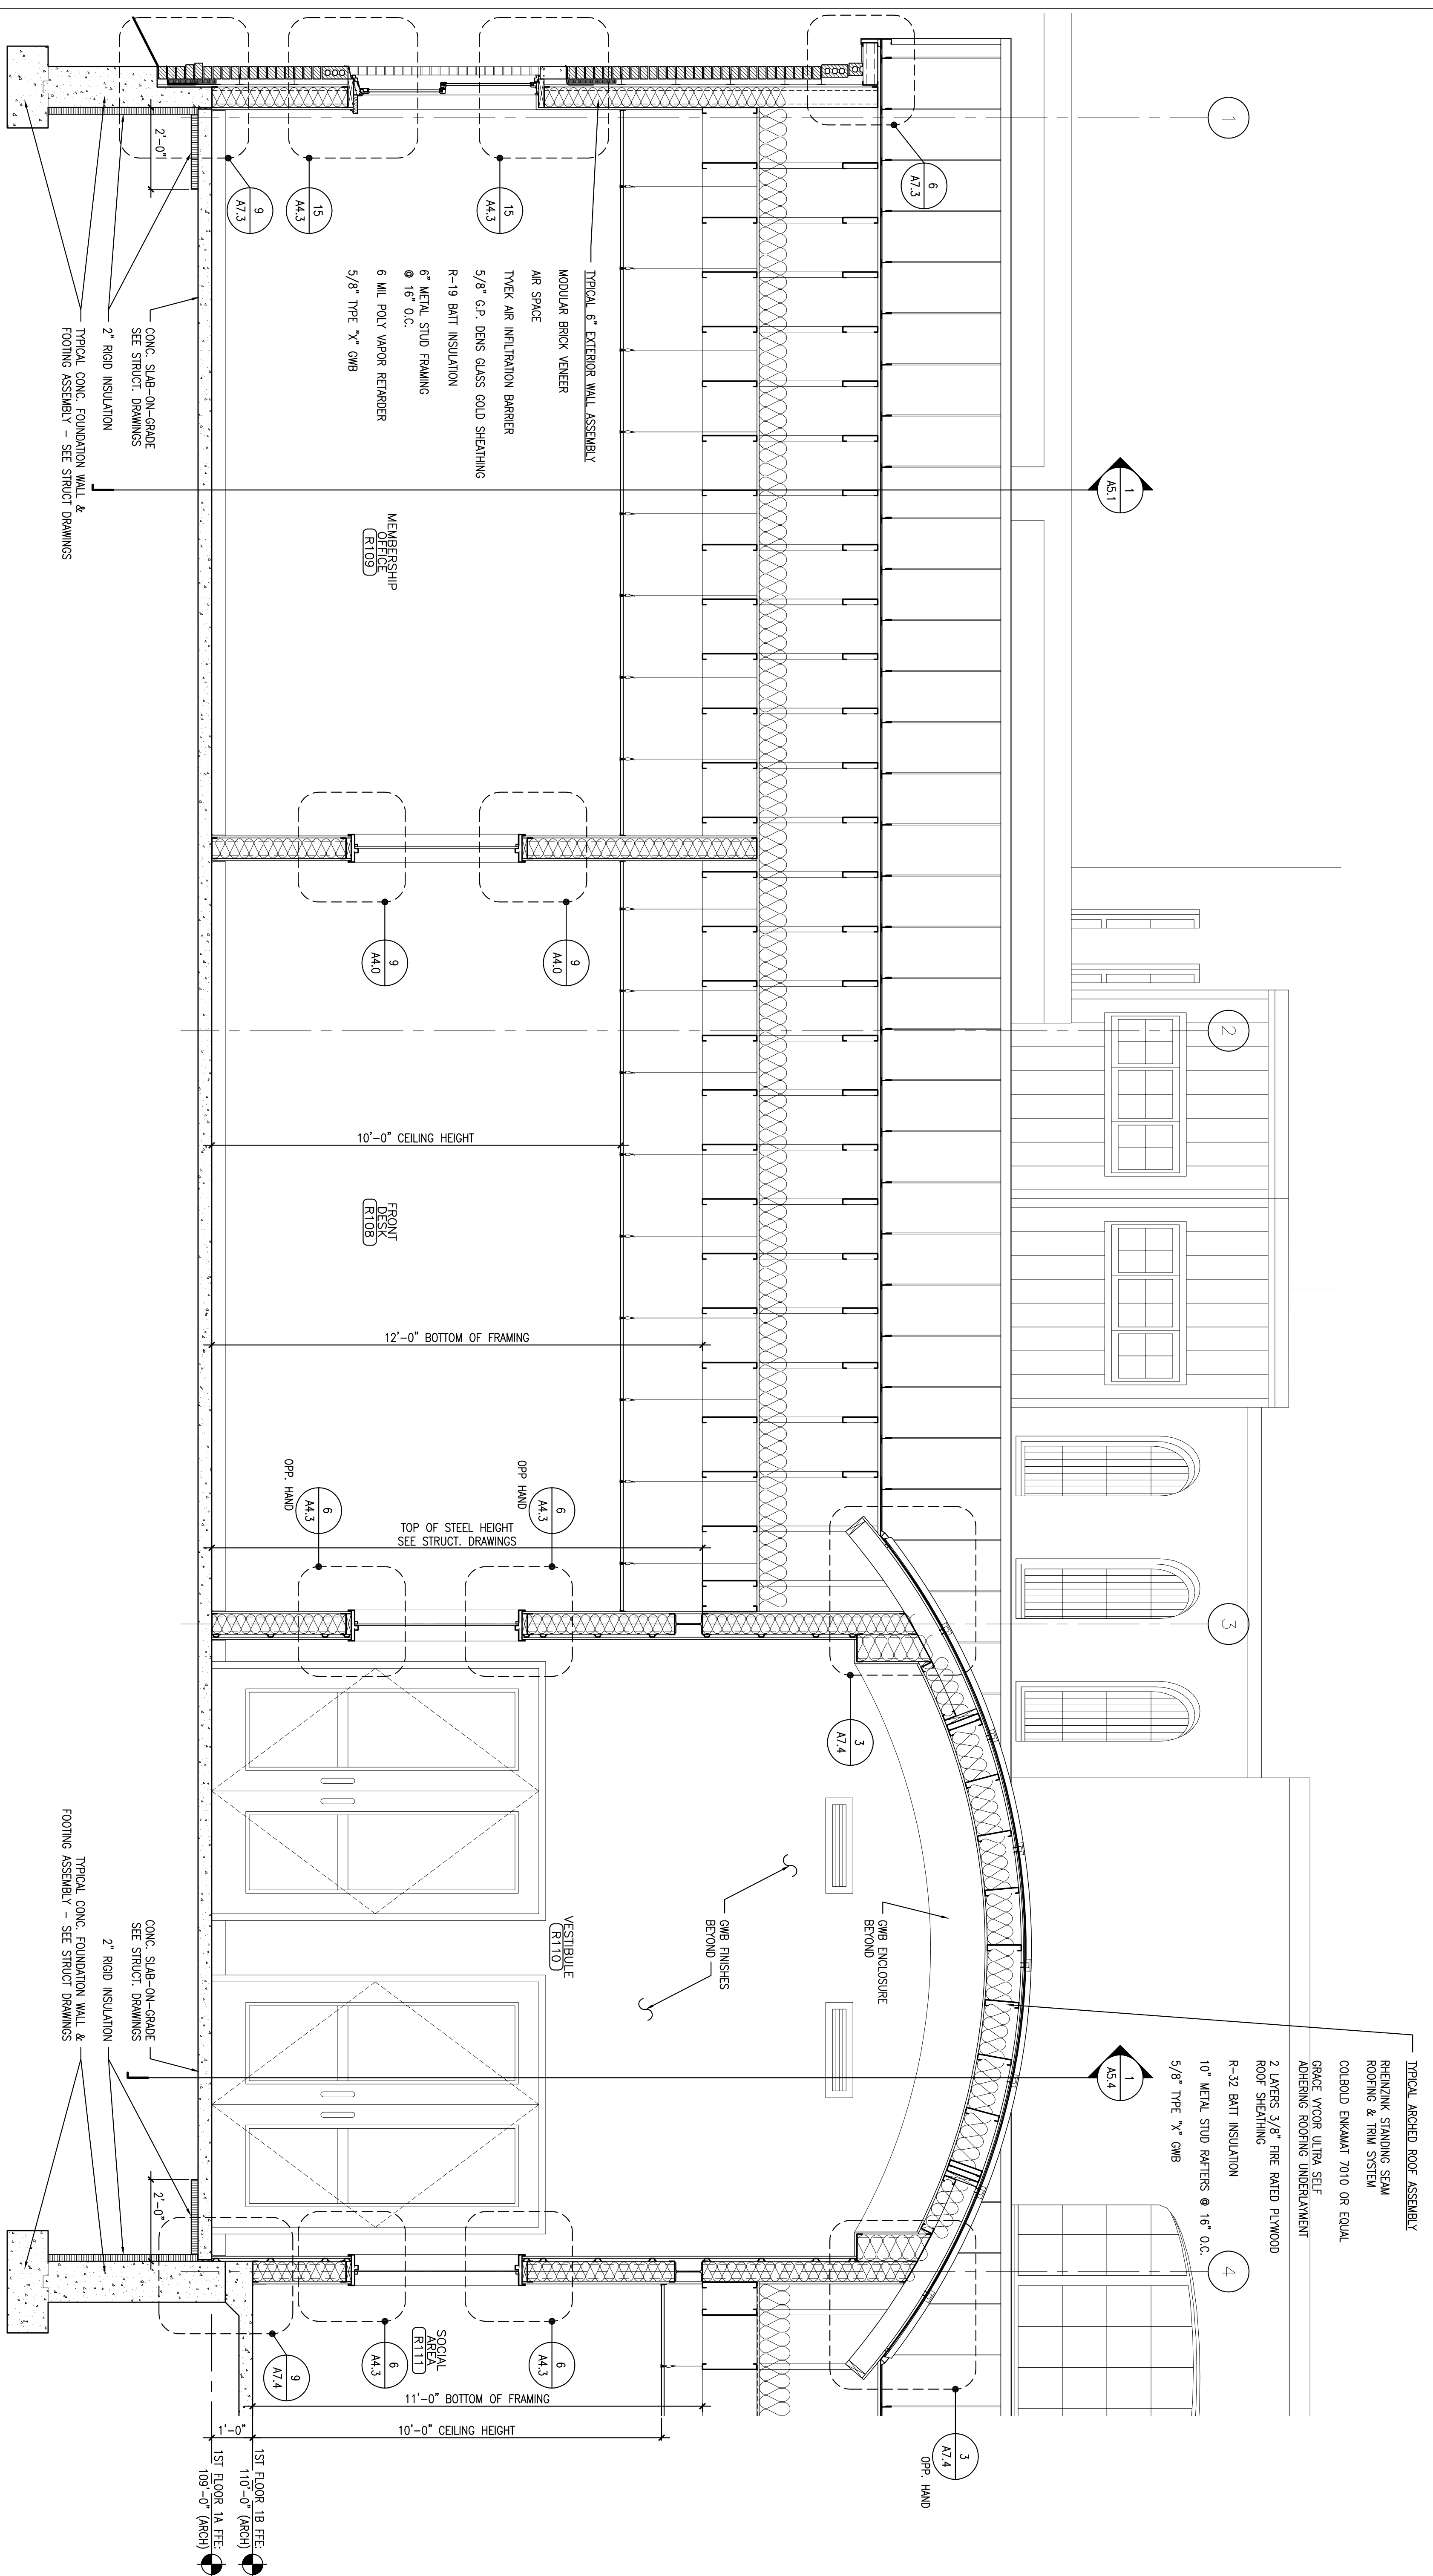 1
2
3
4
6
A7.3
15
A4.3
15
A4.3
9
A7.3
1
A5.1
TYPICAL 6" EXTERIOR WALL ASSEMBLY
MODULAR BRICK VENEER
AIR SPACE
TYVEK AIR INFILTRATION BARRIER
5/8" G.P. DENS GLASS GOLD SHEATHING
R-19 BATT INSULATION
6" METAL STUD FRAMING
@ 16" O.C.
6 MIL POLY VAPOR RETARDER
5/8" TYPE "X" GWB
2'-0"
CONC. SLAB-ON-GRADE
SEE STRUCT. DRAWINGS
2" RIGID INSULATION
TYPICAL CONC. FOUNDATION WALL &
FOOTING ASSEMBLY - SEE STRUCT DRAWINGS
MEMBERSHIP
OFFICE
R109
9
A4.0
9
A4.0
10'-0" CEILING HEIGHT
FRONT
DESK
R108
12'-0" BOTTOM OF FRAMING
6
A4.3
OPP HAND
6
A4.3
OPP. HAND
TOP OF STEEL HEIGHT
SEE STRUCT. DRAWINGS
3
A7.4
GWB ENCLOSURE
BEYOND
GWB FINISHES
BEYOND
VESTIBULE
R110
TYPICAL ARCHED ROOF ASSEMBLY
RHEINZINK STANDING SEAM
ROOFING & TRIM SYSTEM
COLBOLD ENKAMAT 7010 OR EQUAL
GRACE VYCOR ULTRA SELF
ADHERING ROOFING UNDERLAYMENT
2 LAYERS 3/8" FIRE RATED PLYWOOD
ROOF SHEATHING
R-32 BATT INSULATION
10" METAL STUD RAFTERS @ 16" O.C.
5/8" TYPE "X" GWB
1
A5.4
CONC. SLAB-ON-GRADE
SEE STRUCT. DRAWINGS
2" RIGID INSULATION
TYPICAL CONC. FOUNDATION WALL &
FOOTING ASSEMBLY - SEE STRUCT DRAWINGS
2'-0"
SOCIAL
AREA
R111
6
A4.3
6
A4.3
9
A7.4
3
A7.4
OPP. HAND
11'-0" BOTTOM OF FRAMING
10'-0" CEILING HEIGHT
1'-0"
1ST FLOOR 1B FFE:
110'-0" (ARCH)
1ST FLOOR 1A FFE:
109'-0" (ARCH)